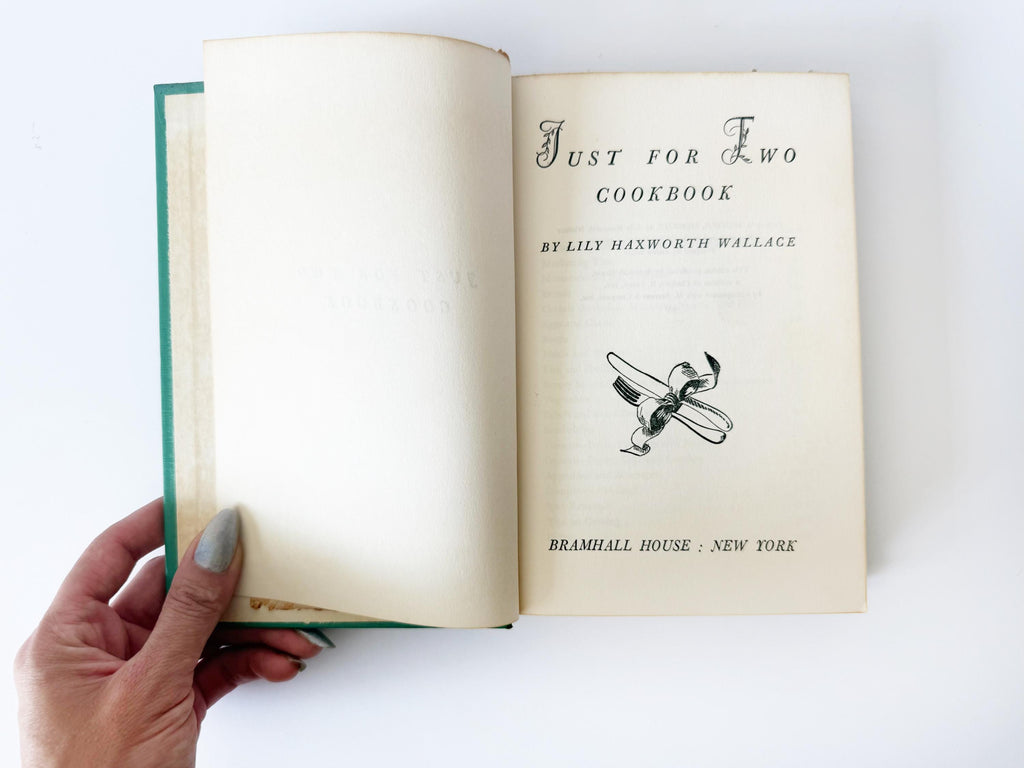 JUST FOR TWO
COOKBOOK
BY LILY HAXWORTH WALLACE
BRAMHALL HOUSE : NEW YORK